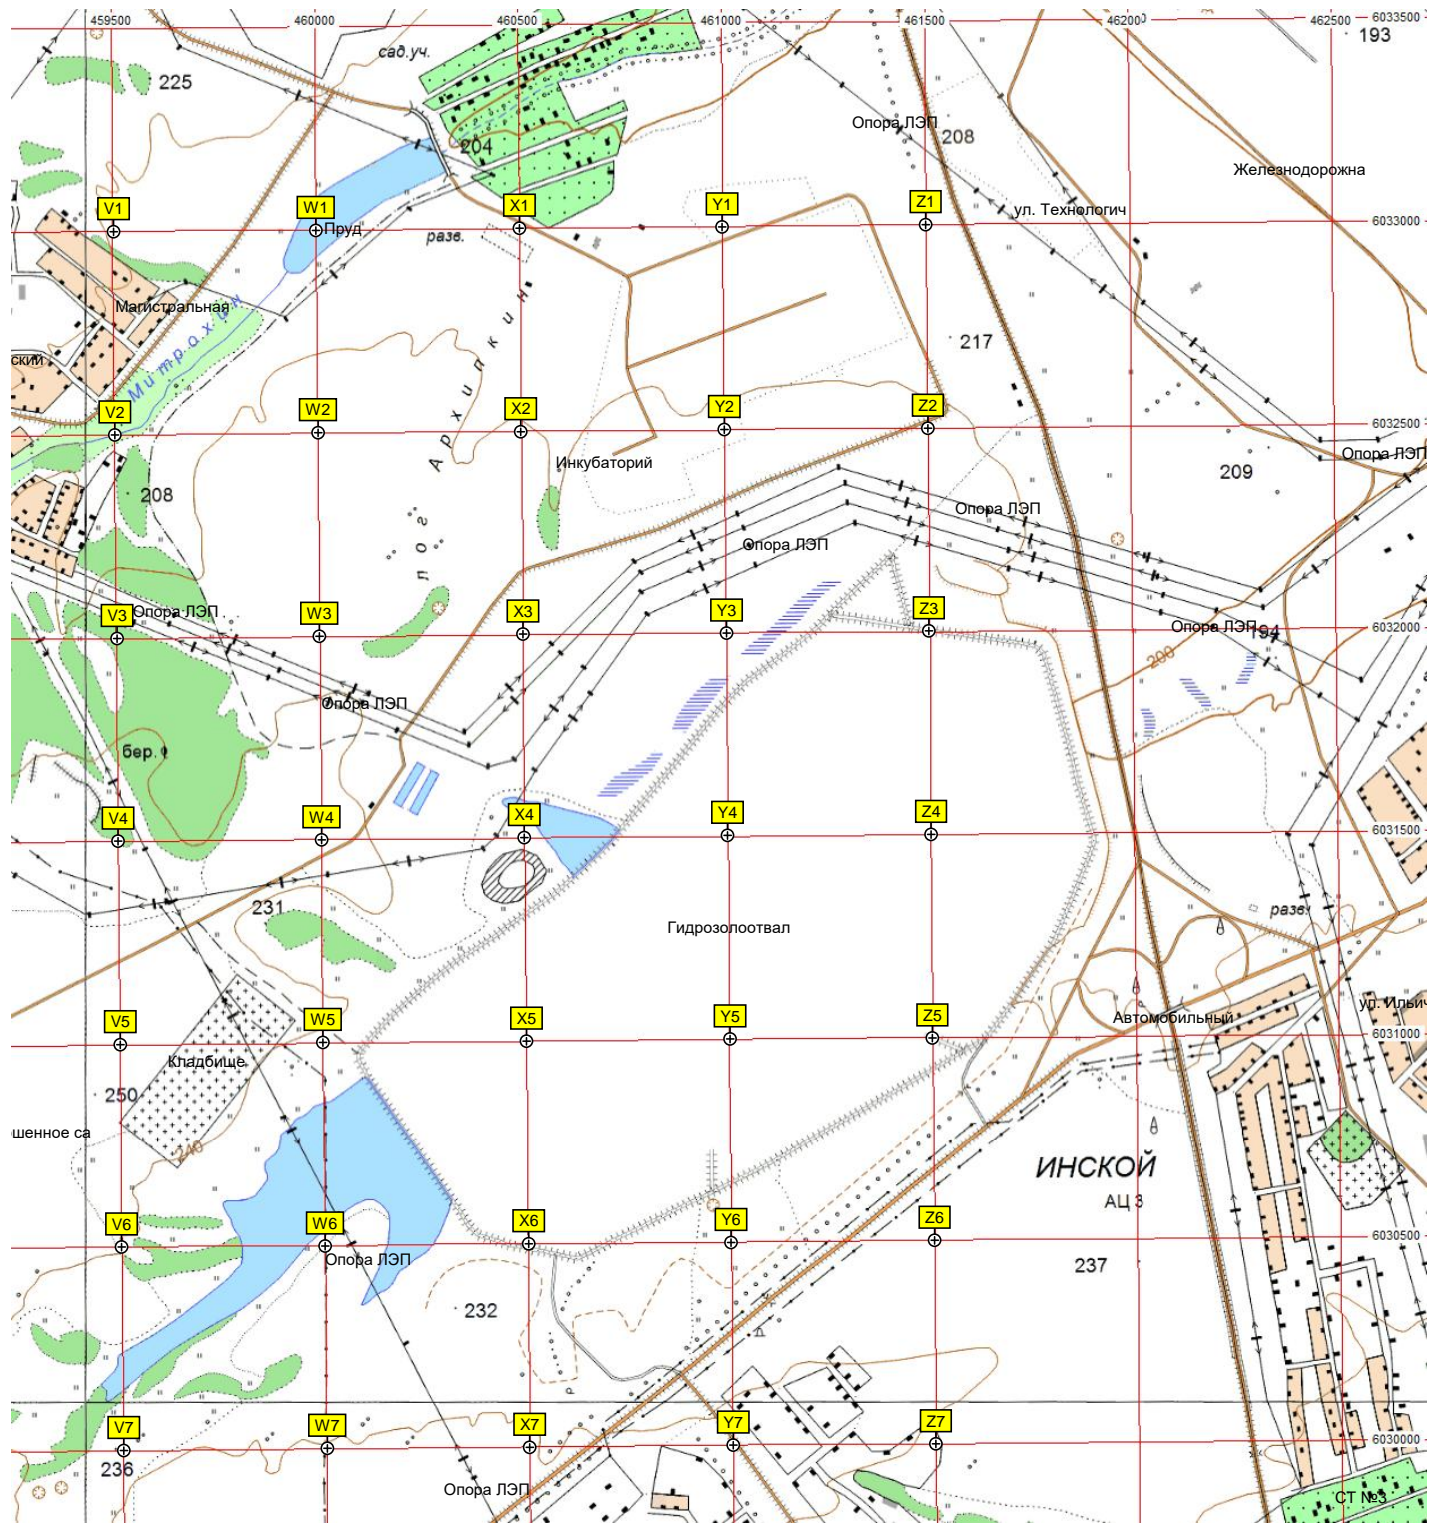 459500 460000 460500 461000 461500 462000 462500 6033500
193
сад.уч.
225
Опора ЛЭП
208
204
Железнодорожна
V1 W1 X1 Y1 Z1
ул. Технологич
6033000
Пруд
разв.
Магистральная
Митрохин
217
ский
Архипкин лог
V2 W2 X2 Y2 Z2
6032500
Инкубаторий
Опора ЛЭП
209
208
Опора ЛЭП
Опора ЛЭП
V3 W3 X3 Y3 Z3
Опора ЛЭП
6032000
Опора ЛЭП
194
200
Опора ЛЭП
бер.
V4 W4 X4 Y4 Z4
6031500
231
разв.
Гидрозолоотвал
ул. Ильич
V5 W5 X5 Y5 Z5
Автомобильный
6031000
Кладбище
250
шенное са
240
ИНСКОЙ
АЦ 3
V6 W6 X6 Y6 Z6
6030500
Опора ЛЭП
237
232
V7 W7 X7 Y7 Z7
6030000
236
Опора ЛЭП
СТ №3